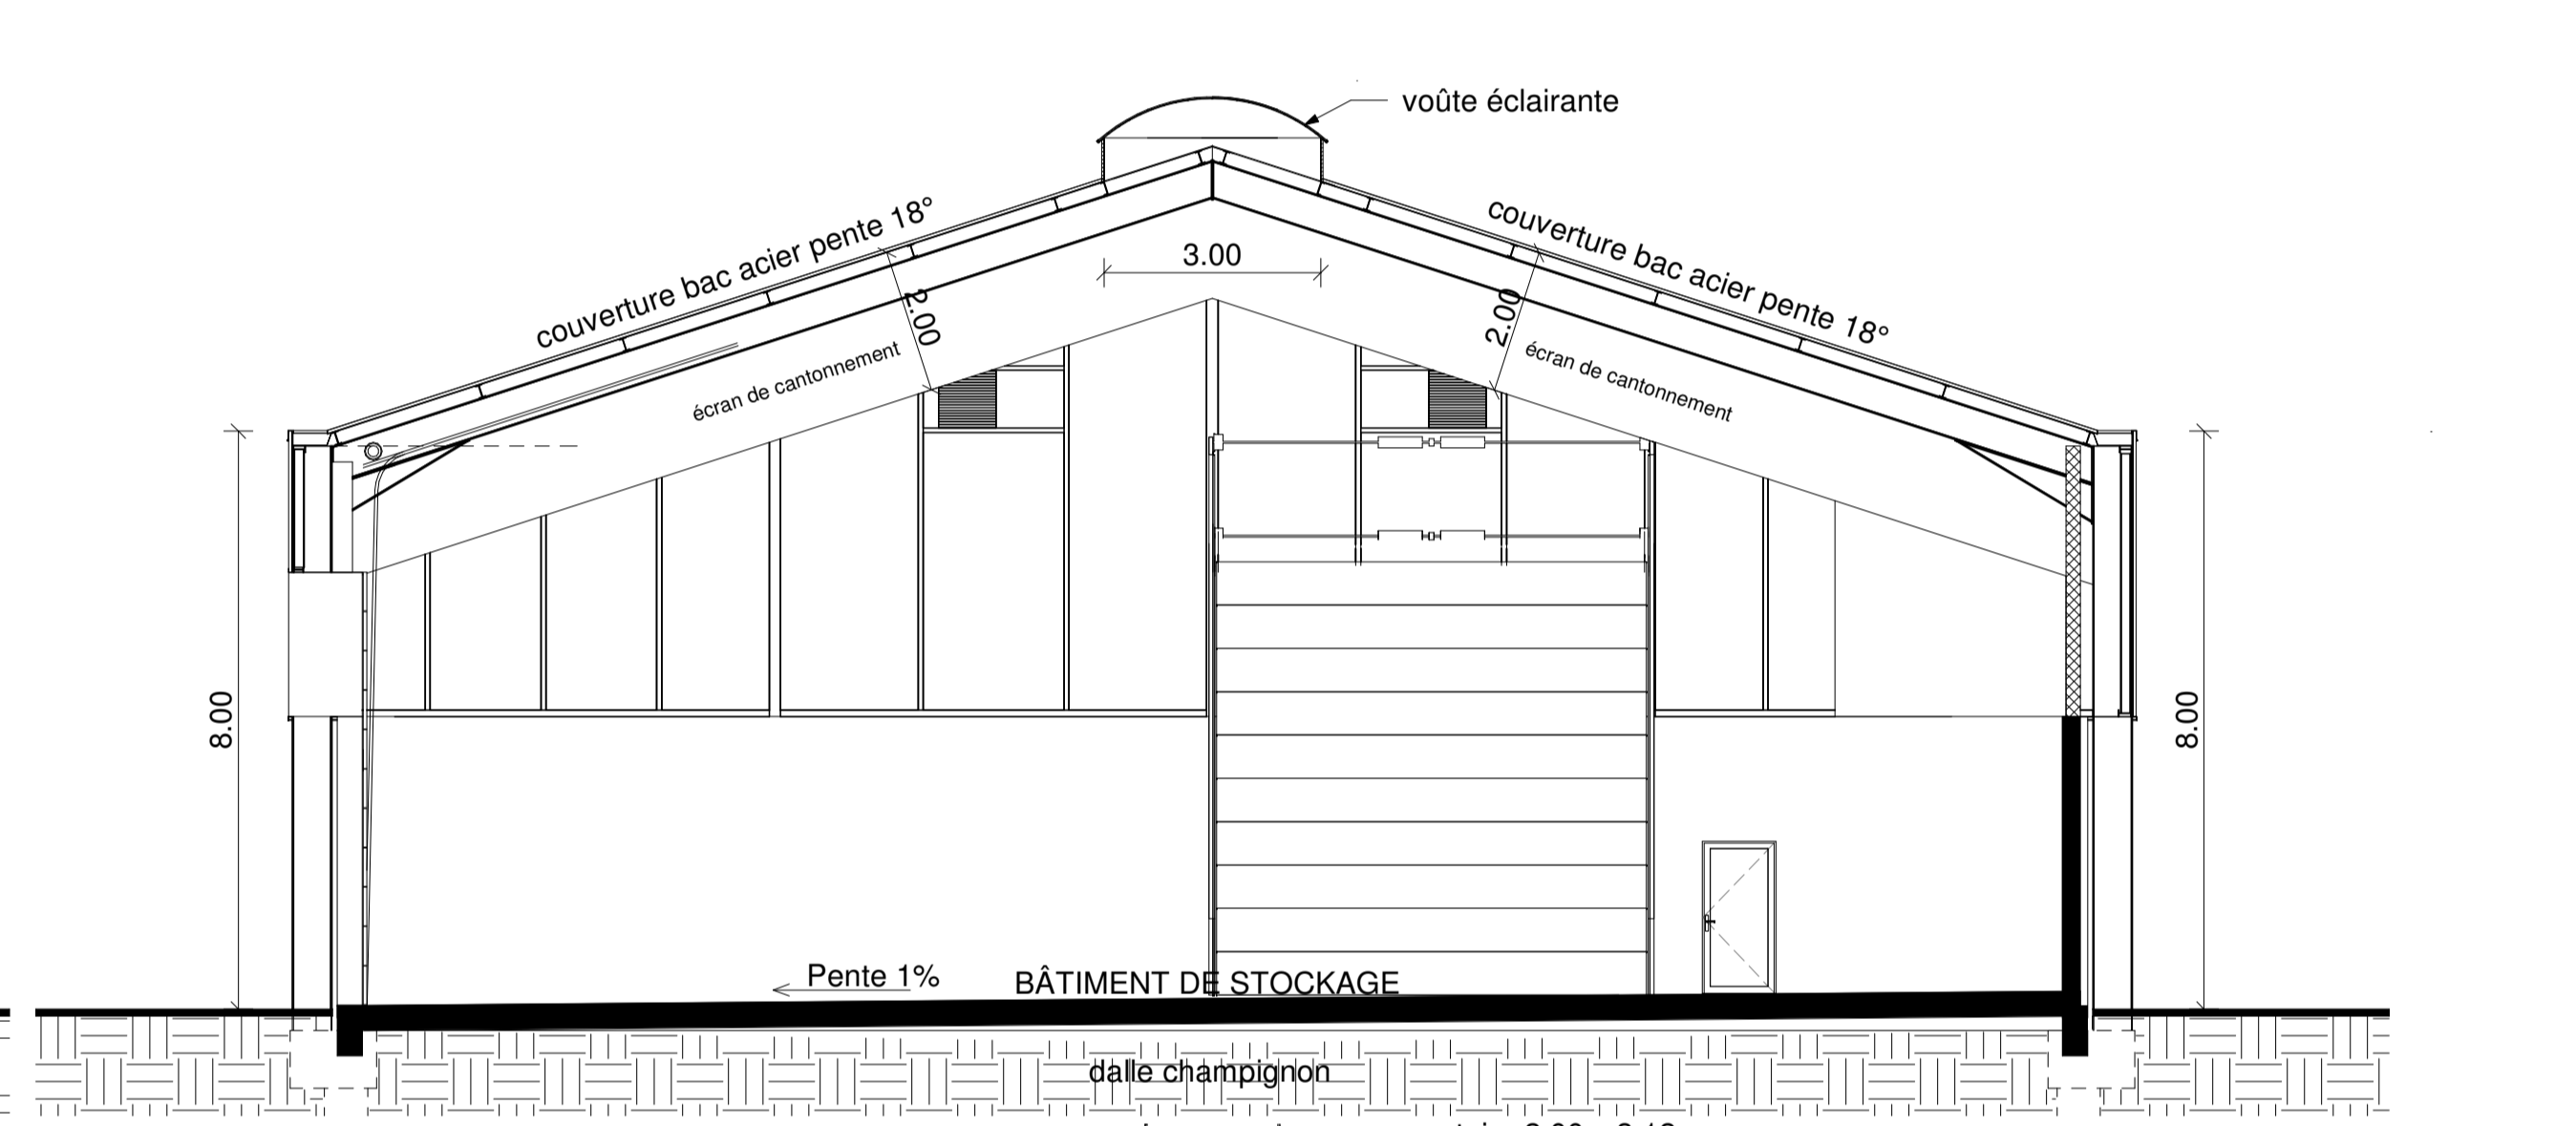 voûte éclairante
couverture bac acier pente 18°
couverture bac acier pente 18°
3.00
2.00
2.00
écran de cantonnement
écran de cantonnement
8.00
8.00
Pente 1%
BÂTIMENT DE STOCKAGE
dalle champignon